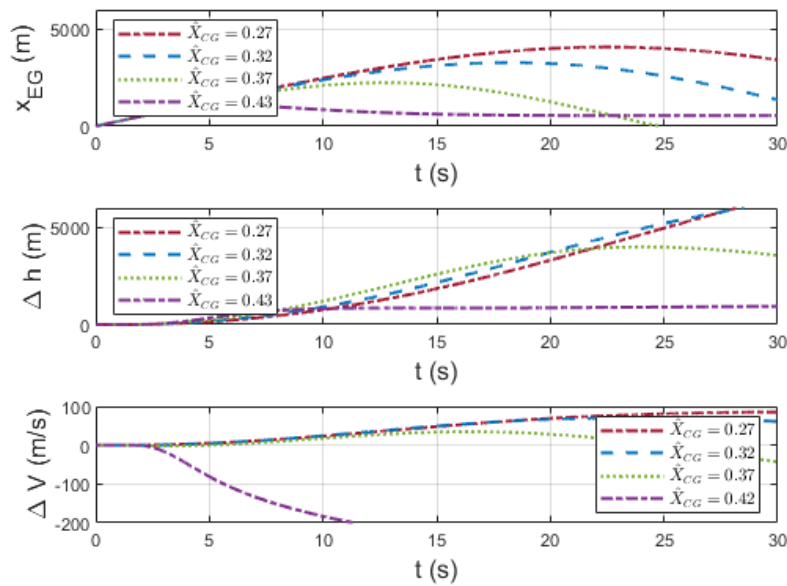 5000
0
x_EG (m)
X̂_CG = 0.27
X̂_CG = 0.32
X̂_CG = 0.37
X̂_CG = 0.43
0 5 10 15 20 25 30
t (s)
5000
0
Δ h (m)
X̂_CG = 0.27
X̂_CG = 0.32
X̂_CG = 0.37
X̂_CG = 0.43
0 5 10 15 20 25 30
t (s)
100
0
-100
-200
Δ V (m/s)
X̂_CG = 0.27
X̂_CG = 0.32
X̂_CG = 0.37
X̂_CG = 0.42
0 5 10 15 20 25 30
t (s)